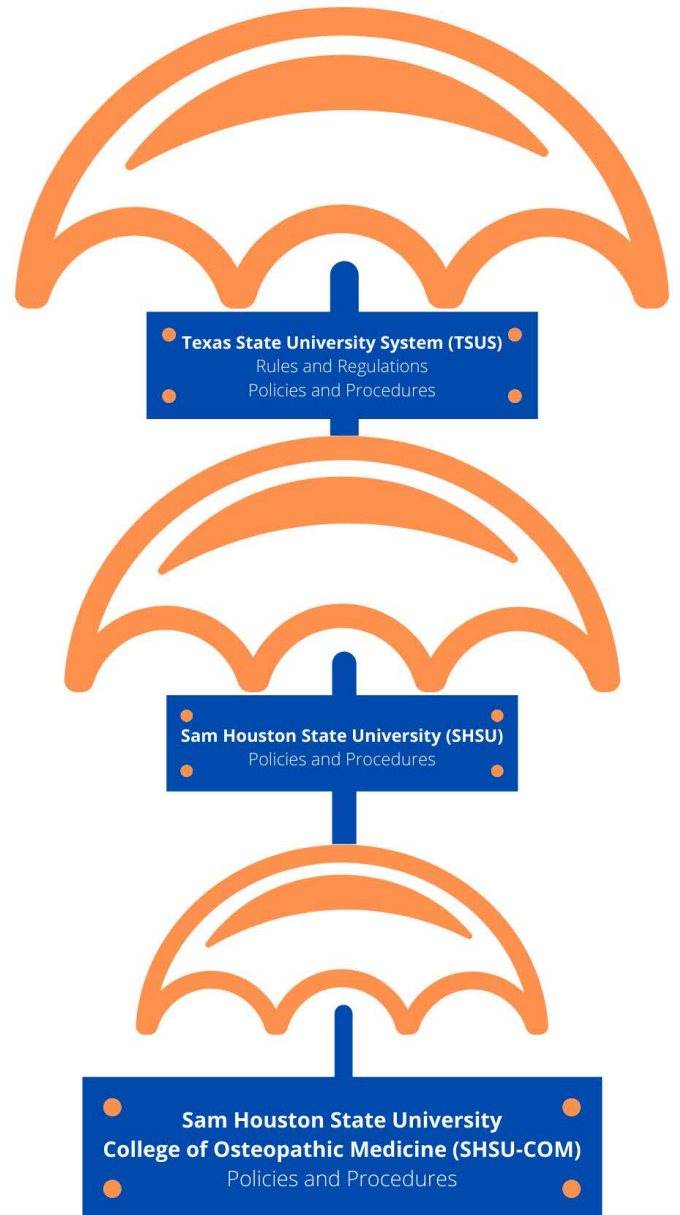 Texas State University System (TSUS)
Rules and Regulations
Policies and Procedures
Sam Houston State University (SHSU)
Policies and Procedures
Sam Houston State University
College of Osteopathic Medicine (SHSU-COM)
Policies and Procedures